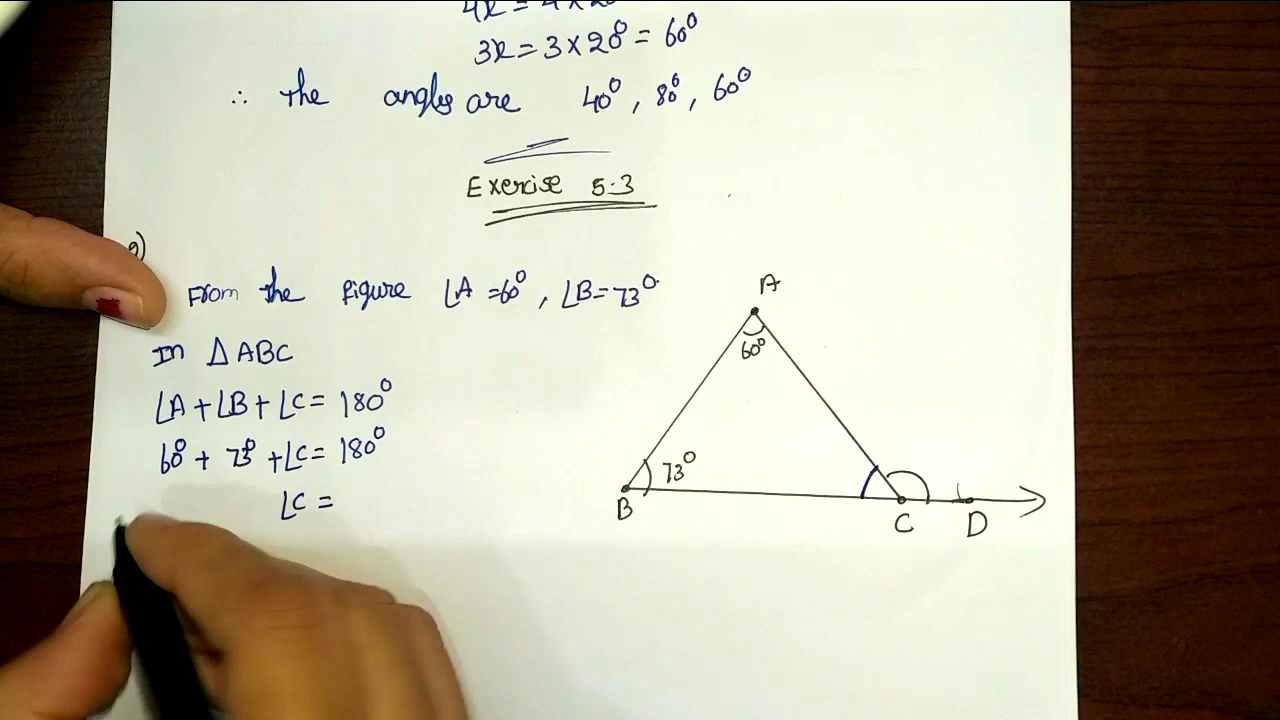 3x = 3 × 20° = 60°
∴ the angles are 40°, 80°, 60°
Exercise 5.3
From the figure ∠A = 60°, ∠B = 73°
In △ABC
∠A + ∠B + ∠C = 180°
60° + 73° + ∠C = 180°
∠C =
A
60°
73°
B
C
D